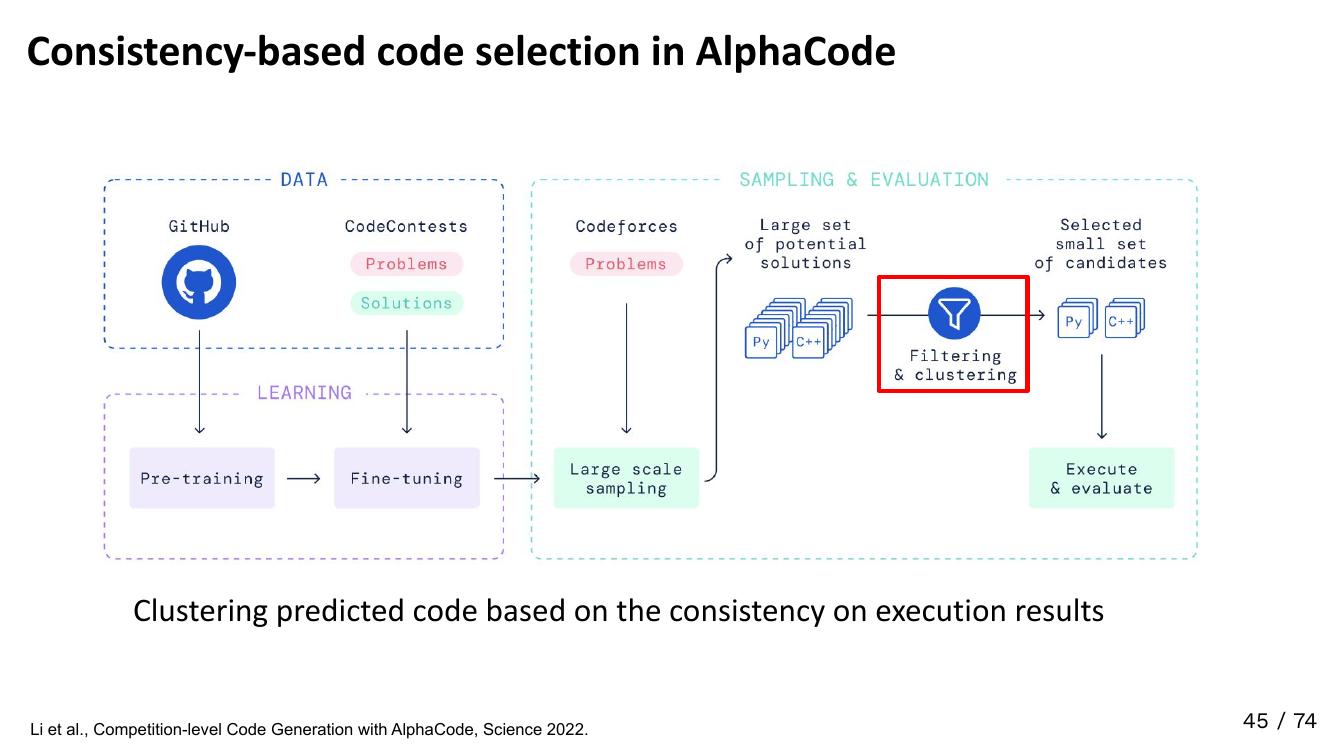 Consistency-based code selection in AlphaCode
DATA
GitHub
CodeContests
Problems
Solutions
LEARNING
Pre-training
Fine-tuning
SAMPLING & EVALUATION
Codeforces
Problems
Large scale
sampling
Large set
of potential
solutions
Py
C++
Filtering
& clustering
Selected
small set
of candidates
Py
C++
Execute
& evaluate
Clustering predicted code based on the consistency on execution results
Li et al., Competition-level Code Generation with AlphaCode, Science 2022.
45 / 74